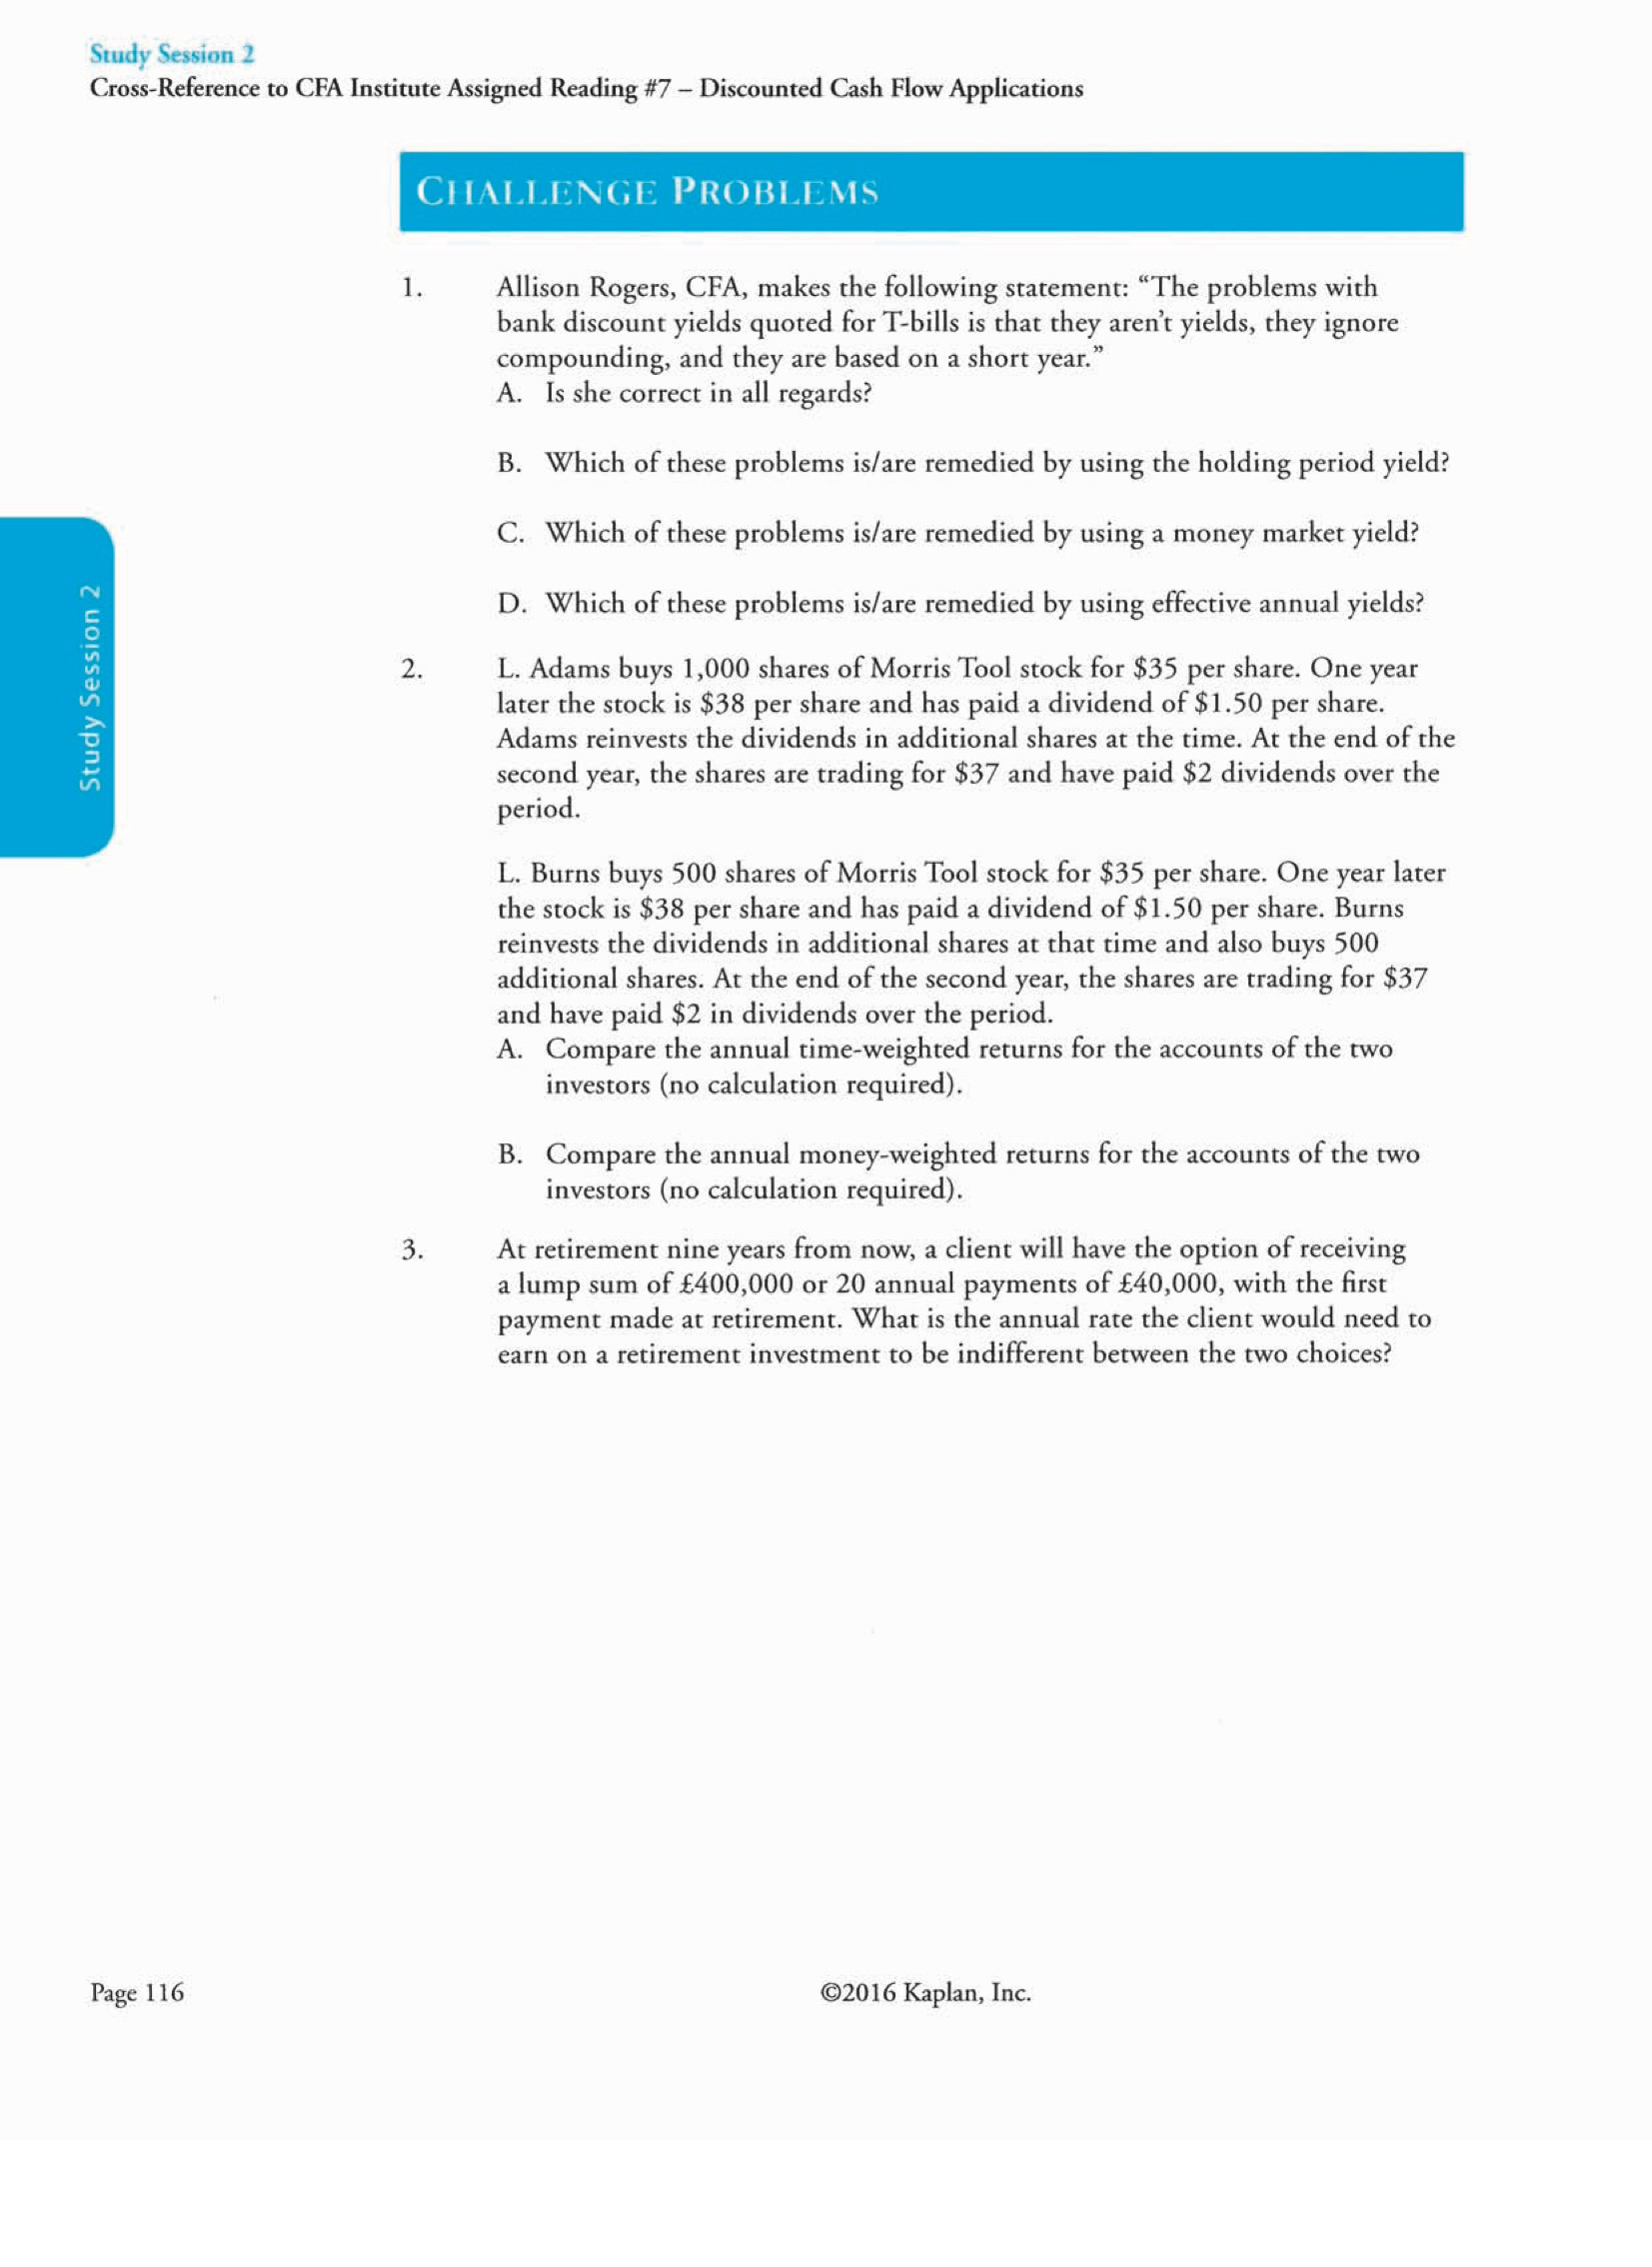 Study Session 2
Cross-Reference to CFA Institute Assigned Reading #7 – Discounted Cash Flow Applications
CHALLENGE PROBLEMS
1. Allison Rogers, CFA, makes the following statement: “The problems with
bank discount yields quoted for T-bills is that they aren’t yields, they ignore
compounding, and they are based on a short year.”
A. Is she correct in all regards?
B. Which of these problems is/are remedied by using the holding period yield?
C. Which of these problems is/are remedied by using a money market yield?
D. Which of these problems is/are remedied by using effective annual yields?
Study Session 2
2. L. Adams buys 1,000 shares of Morris Tool stock for $35 per share. One year
later the stock is $38 per share and has paid a dividend of $1.50 per share.
Adams reinvests the dividends in additional shares at the time. At the end of the
second year, the shares are trading for $37 and have paid $2 dividends over the
period.
L. Burns buys 500 shares of Morris Tool stock for $35 per share. One year later
the stock is $38 per share and has paid a dividend of $1.50 per share. Burns
reinvests the dividends in additional shares at that time and also buys 500
additional shares. At the end of the second year, the shares are trading for $37
and have paid $2 in dividends over the period.
A. Compare the annual time-weighted returns for the accounts of the two
investors (no calculation required).
B. Compare the annual money-weighted returns for the accounts of the two
investors (no calculation required).
3. At retirement nine years from now, a client will have the option of receiving
a lump sum of £400,000 or 20 annual payments of £40,000, with the first
payment made at retirement. What is the annual rate the client would need to
earn on a retirement investment to be indifferent between the two choices?
Page 116
©2016 Kaplan, Inc.